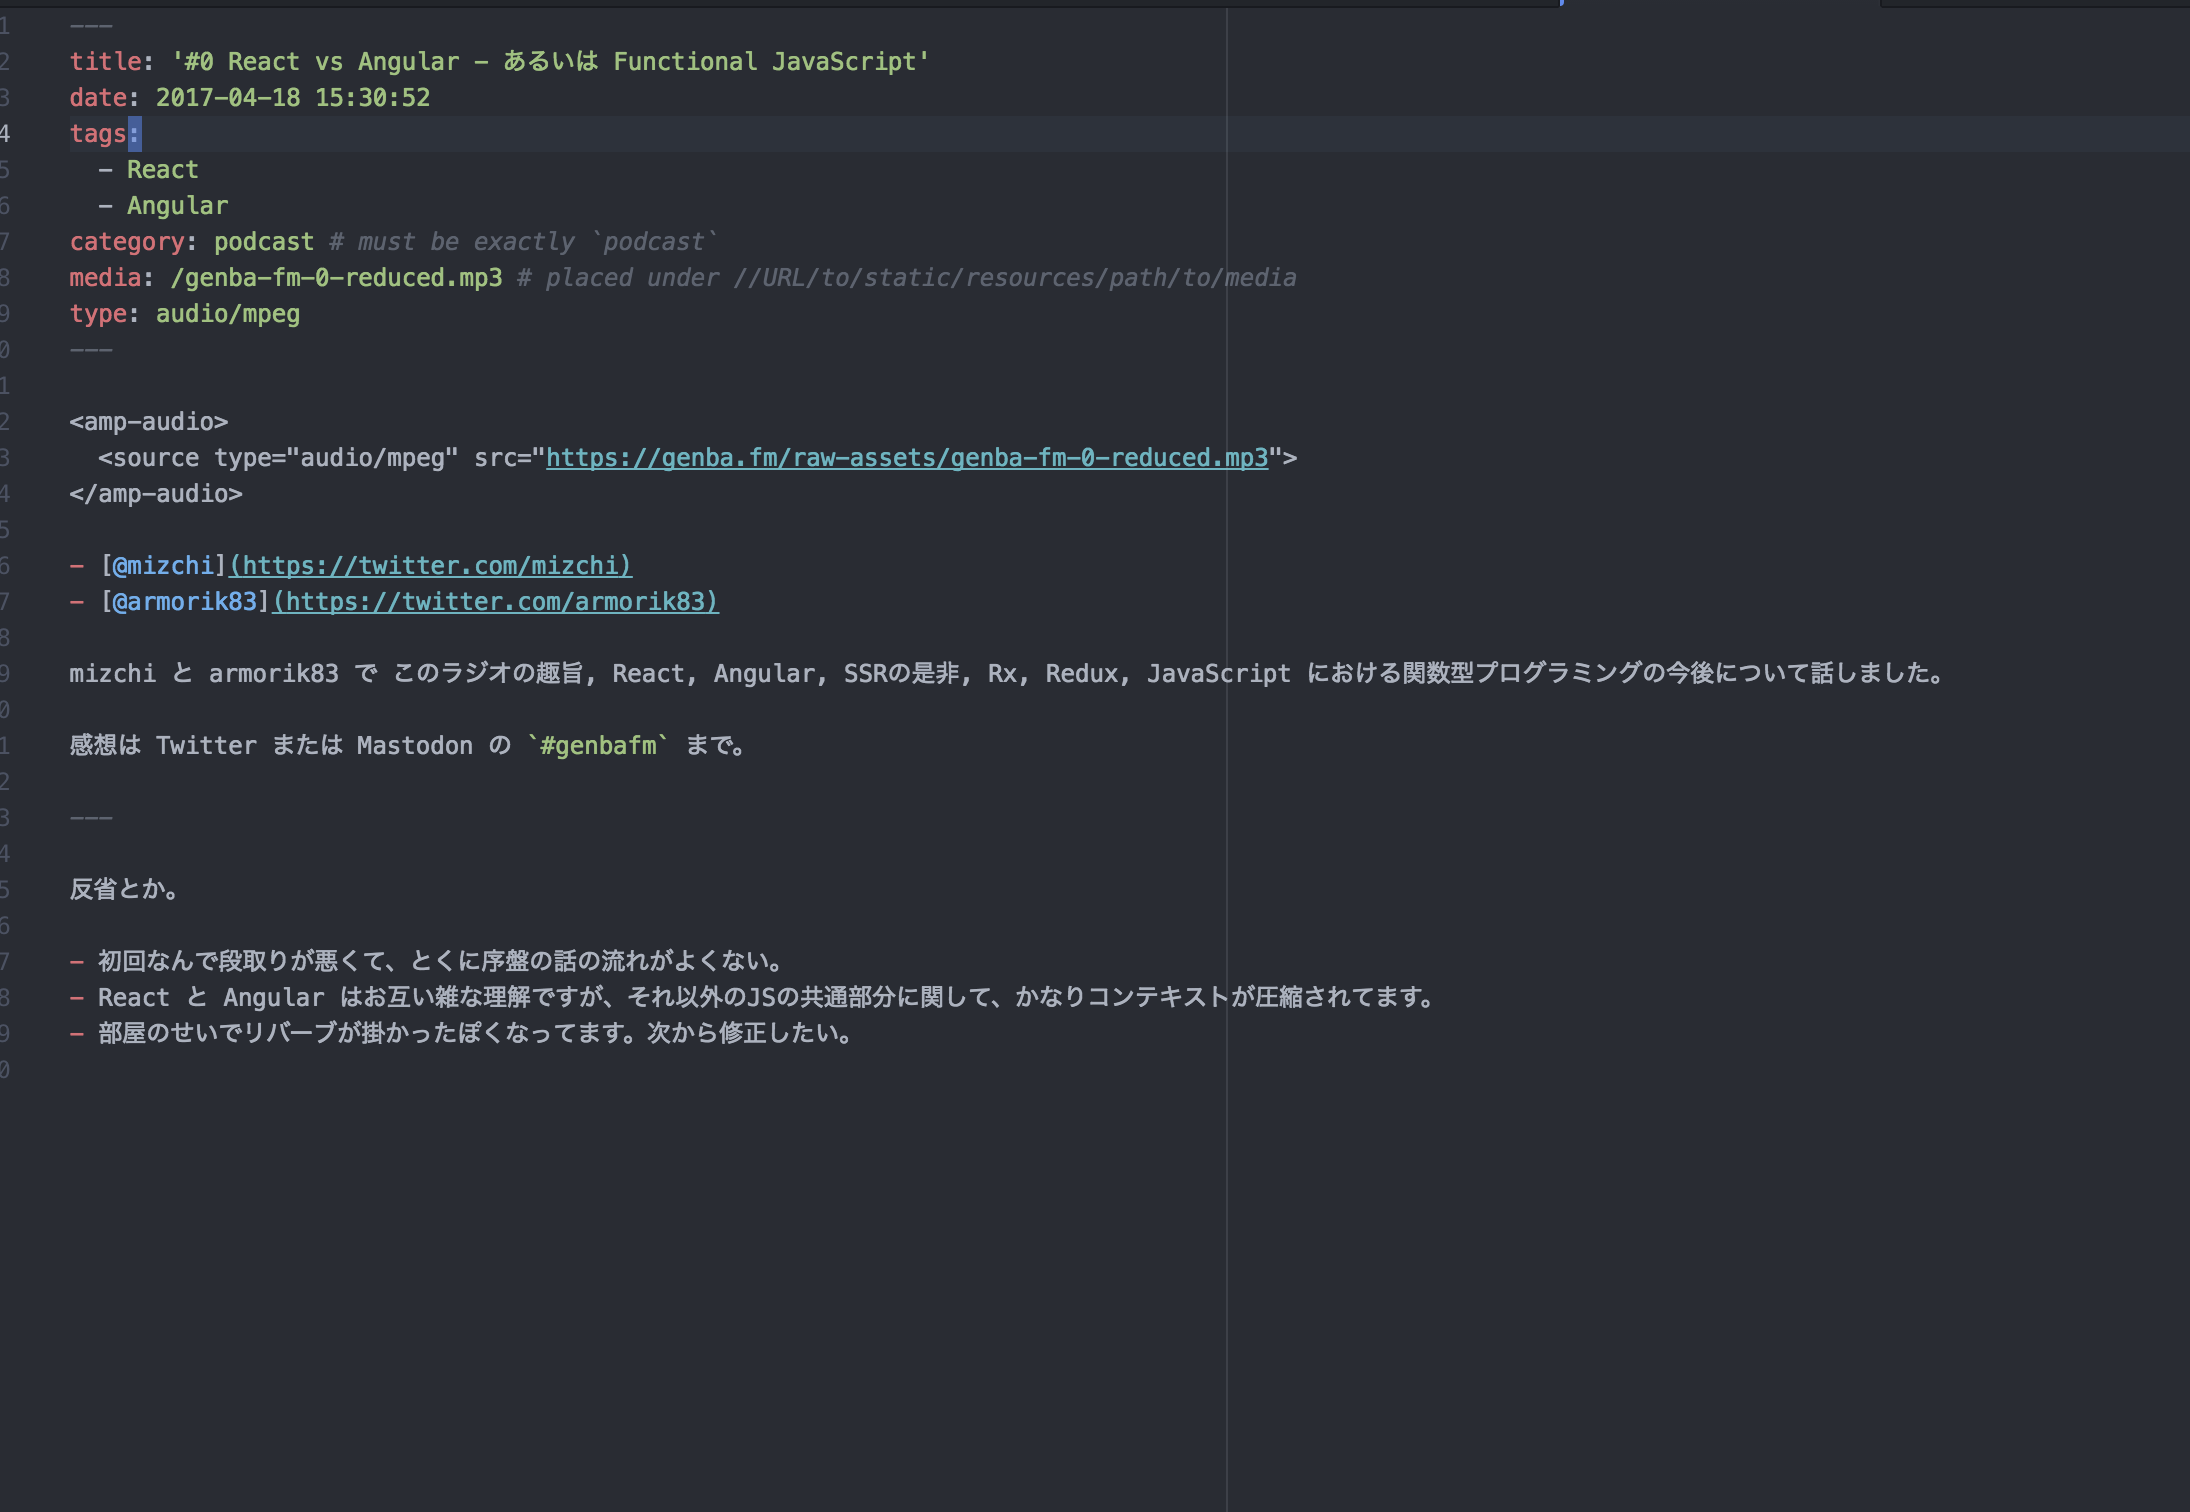 1 ---
2 title: '#0 React vs Angular - あるいは Functional JavaScript'
3 date: 2017-04-18 15:30:52
4 tags:
5   - React
6   - Angular
7 category: podcast # must be exactly `podcast`
8 media: /genba-fm-0-reduced.mp3 # placed under //URL/to/static/resources/path/to/media
9 type: audio/mpeg
0 ---
1
2 <amp-audio>
3   <source type="audio/mpeg" src="https://genba.fm/raw-assets/genba-fm-0-reduced.mp3">
4 </amp-audio>
5
6 - [@mizchi](https://twitter.com/mizchi)
7 - [@armorik83](https://twitter.com/armorik83)
8
9 mizchi と armorik83 で このラジオの趣旨, React, Angular, SSRの是非, Rx, Redux, JavaScript における関数型プログラミングの今後について話しました。
0
1 感想は Twitter または Mastodon の `#genbafm` まで。
2
3 ---
4
5 反省とか。
6
7 - 初回なんで段取りが悪くて、とくに序盤の話の流れがよくない。
8 - React と Angular はお互い雑な理解ですが、それ以外のJSの共通部分に関して、かなりコンテキストが圧縮されてます。
9 - 部屋のせいでリバーブが掛かったぽくなってます。次から修正したい。
0